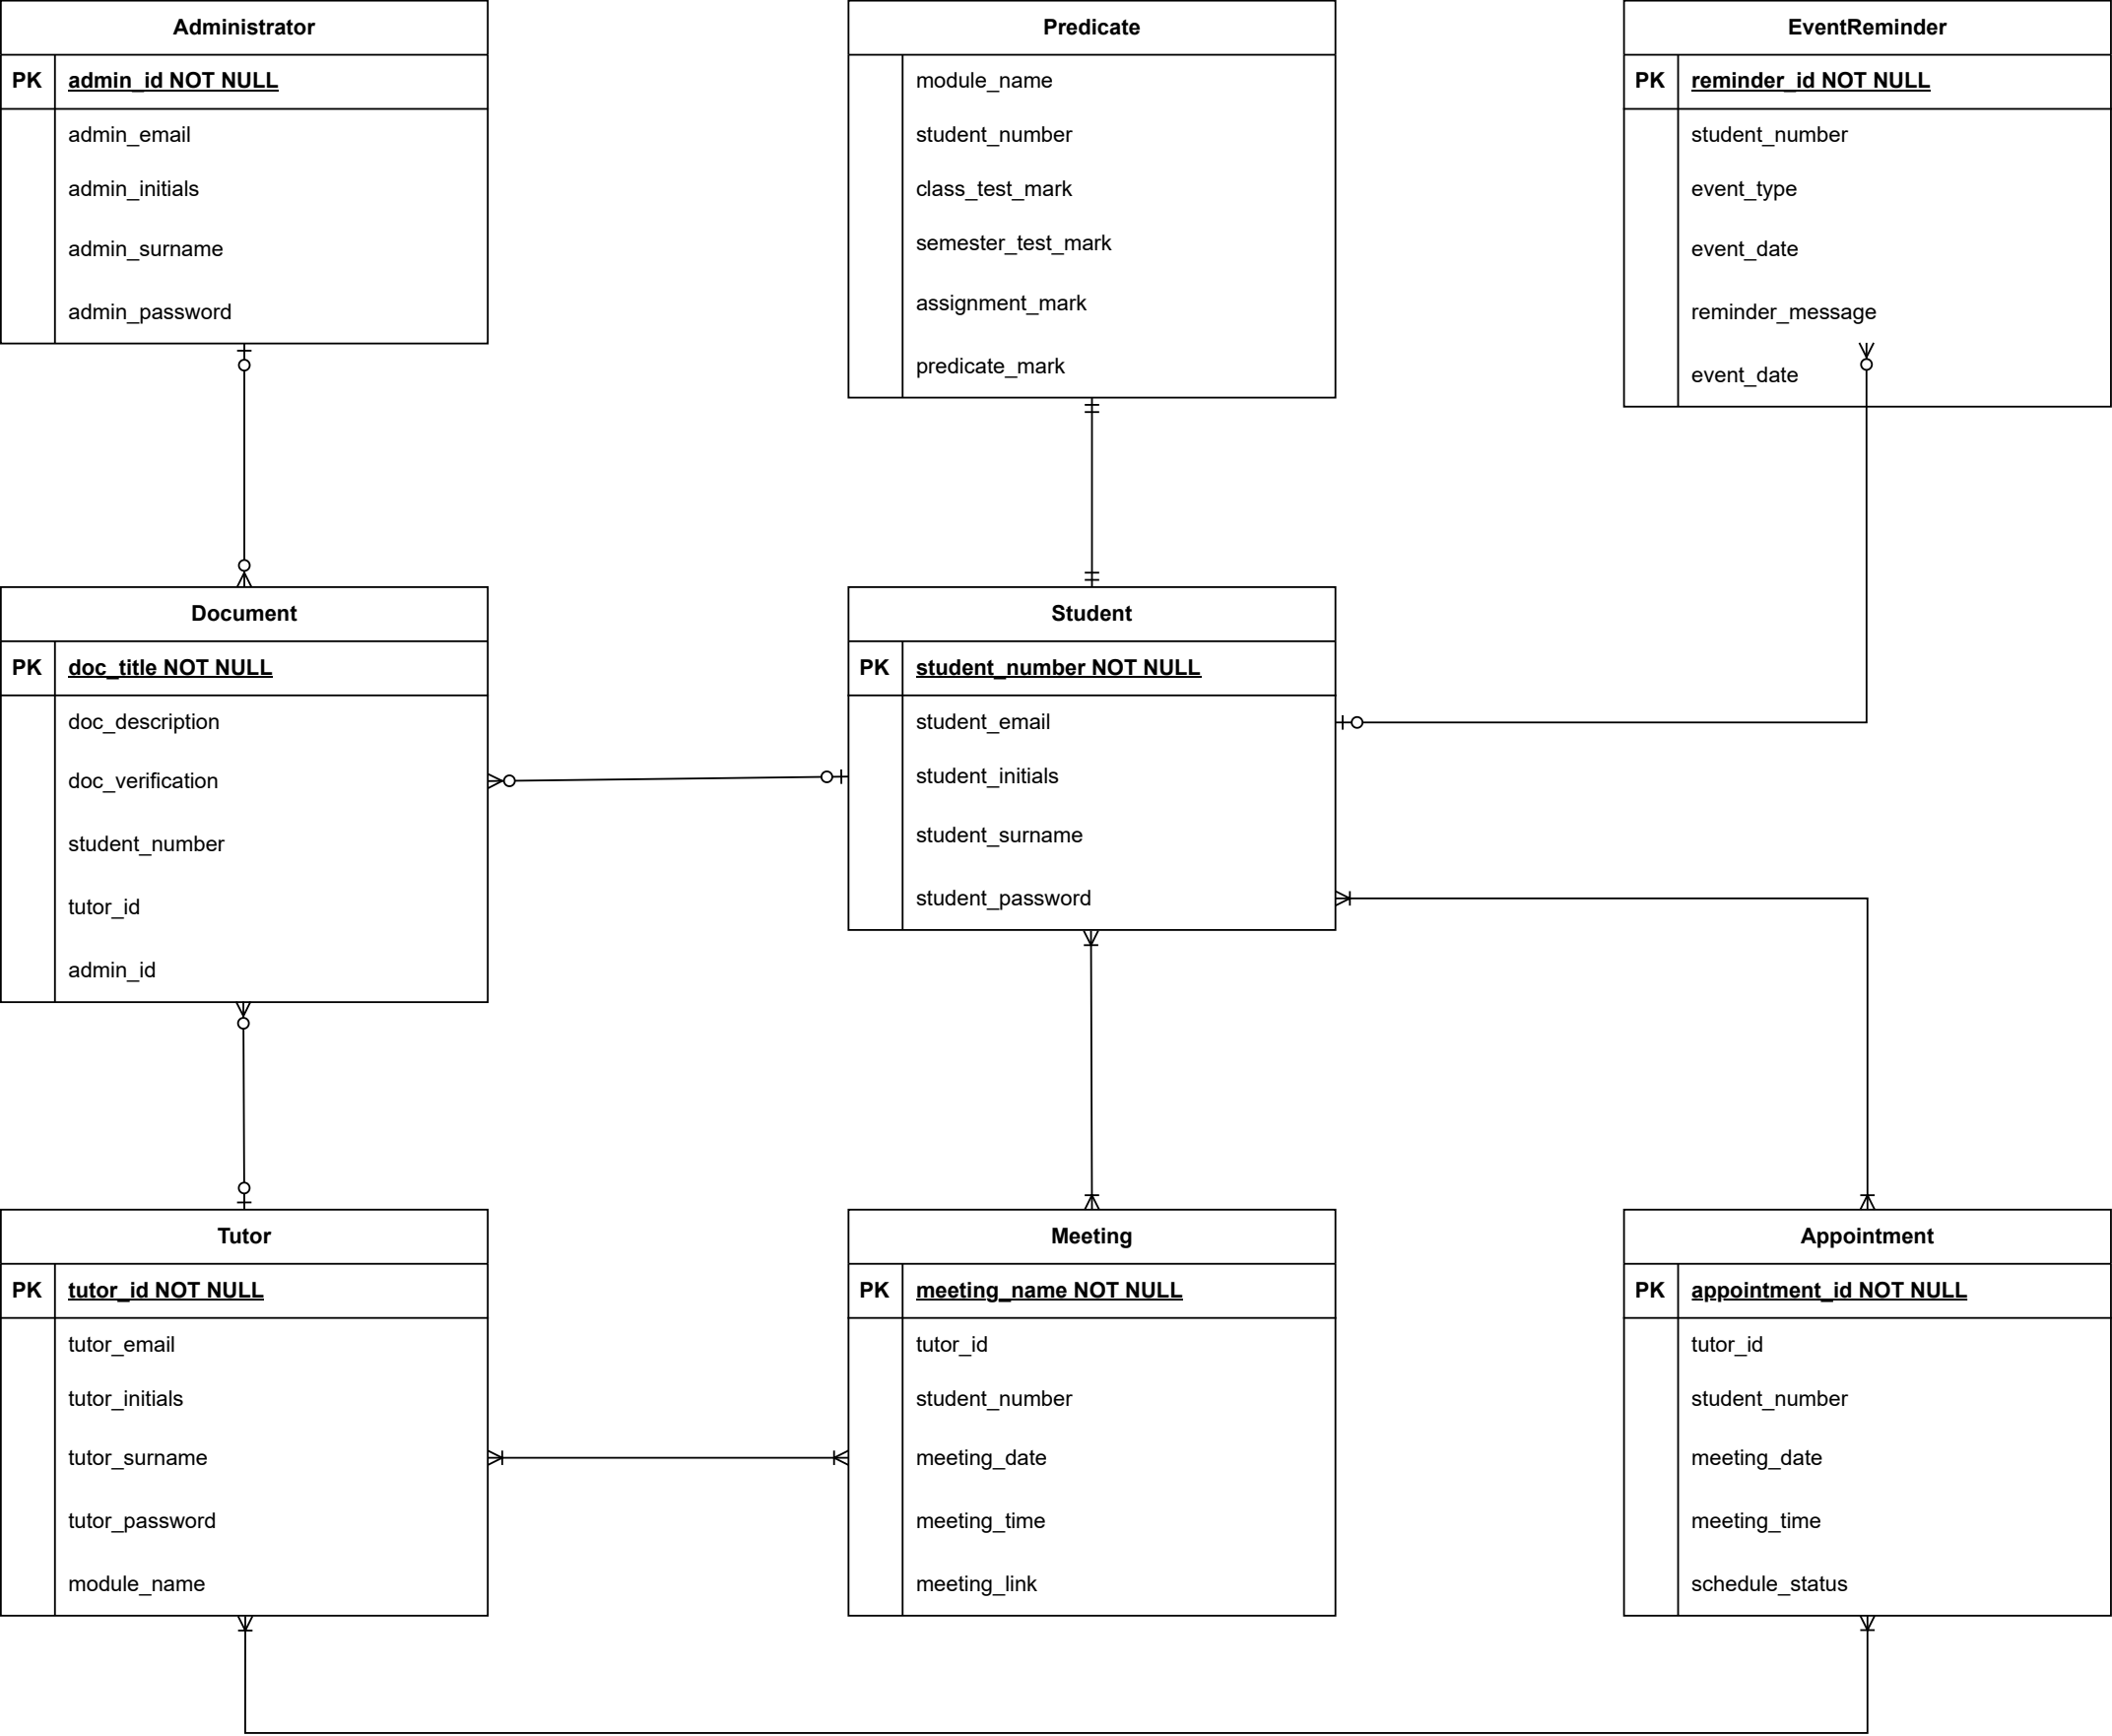 Administrator
PK admin_id NOT NULL
admin_email
admin_initials
admin_surname
admin_password
Predicate
module_name
student_number
class_test_mark
semester_test_mark
assignment_mark
predicate_mark
EventReminder
PK reminder_id NOT NULL
student_number
event_type
event_date
reminder_message
event_date
Document
PK doc_title NOT NULL
doc_description
doc_verification
student_number
tutor_id
admin_id
Student
PK student_number NOT NULL
student_email
student_initials
student_surname
student_password
Tutor
PK tutor_id NOT NULL
tutor_email
tutor_initials
tutor_surname
tutor_password
module_name
Meeting
PK meeting_name NOT NULL
tutor_id
student_number
meeting_date
meeting_time
meeting_link
Appointment
PK appointment_id NOT NULL
tutor_id
student_number
meeting_date
meeting_time
schedule_status